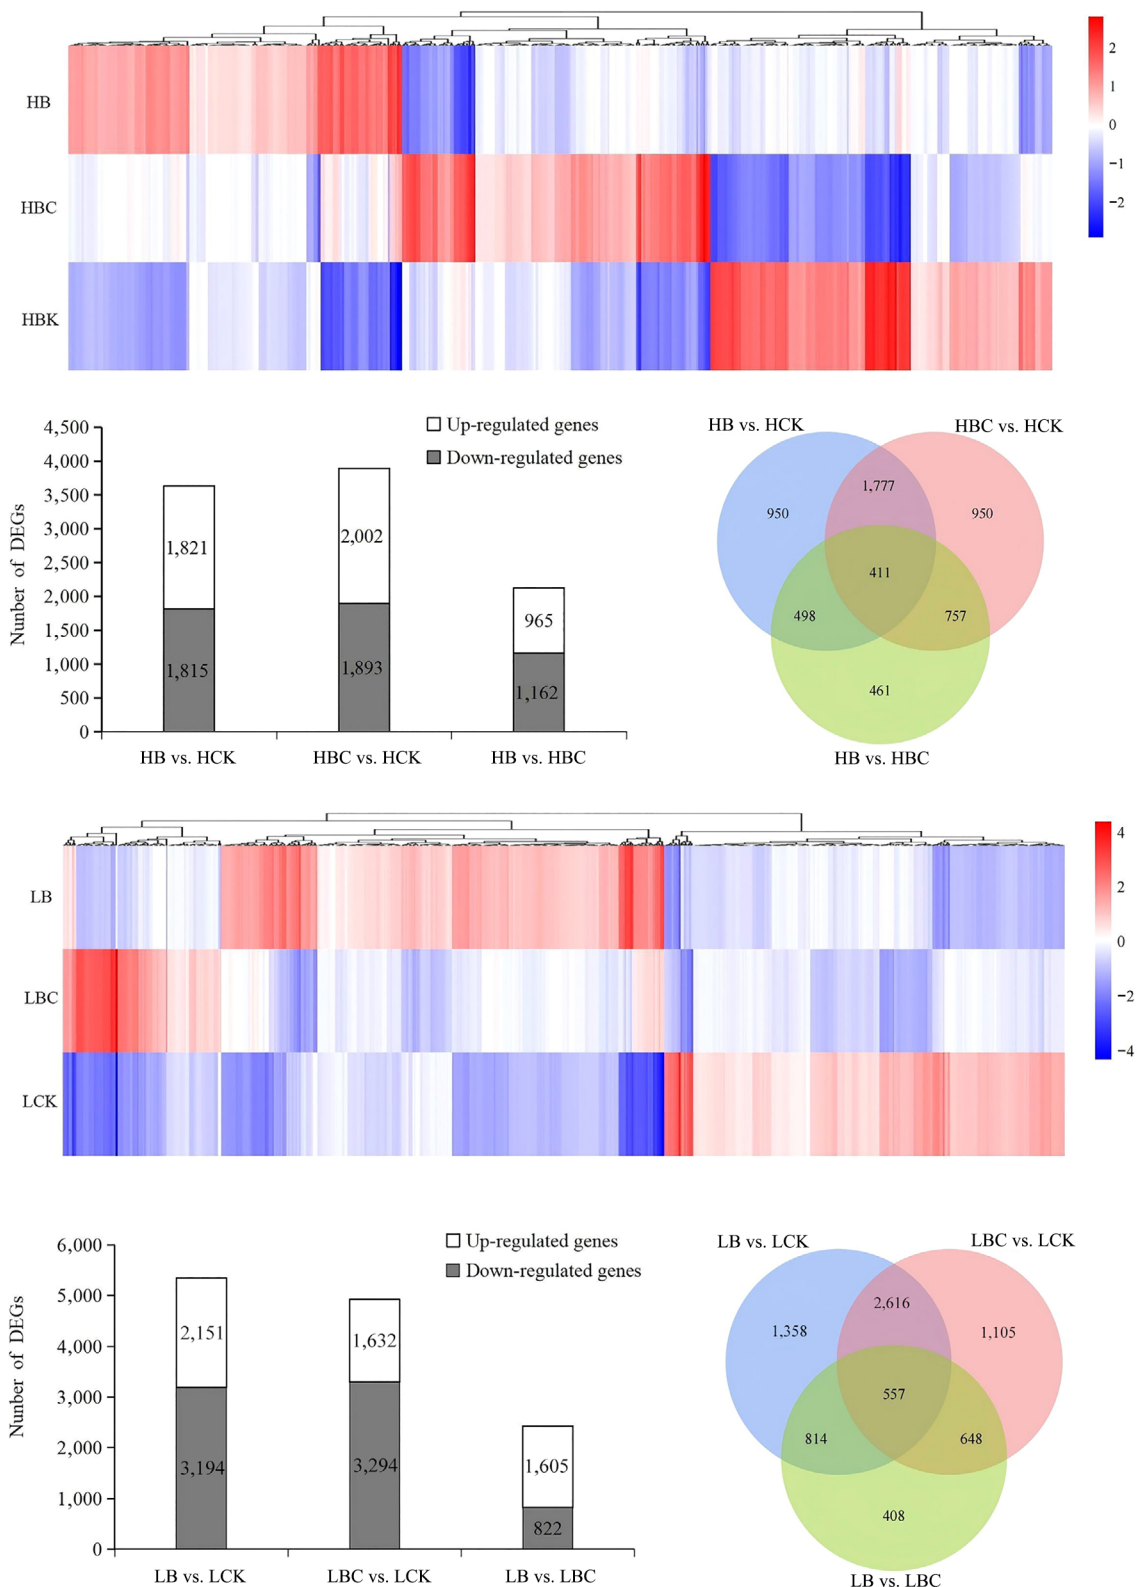 2
1
0
−1
−2
HB
HBC
HBK
4,500
4,000
3,500
3,000
2,500
2,000
1,500
1,000
500
0
Nunber of DEGs
Up-regulated genes
Down-regulated genes
1,821
1,815
2,002
1,893
965
1,162
HB vs. HCK
HBC vs. HCK
HB vs. HBC
HB vs. HCK
HBC vs. HCK
1,777
950
950
411
498
757
461
HB vs. HBC
4
2
0
−2
−4
LB
LBC
LCK
6,000
5,000
4,000
3,000
2,000
1,000
0
Nunber of DEGs
Up-regulated genes
Down-regulated genes
2,151
3,194
1,632
3,294
1,605
822
LB vs. LCK
LBC vs. LCK
LB vs. LBC
LB vs. LCK
LBC vs. LCK
2,616
1,358
1,105
557
814
648
408
LB vs. LBC